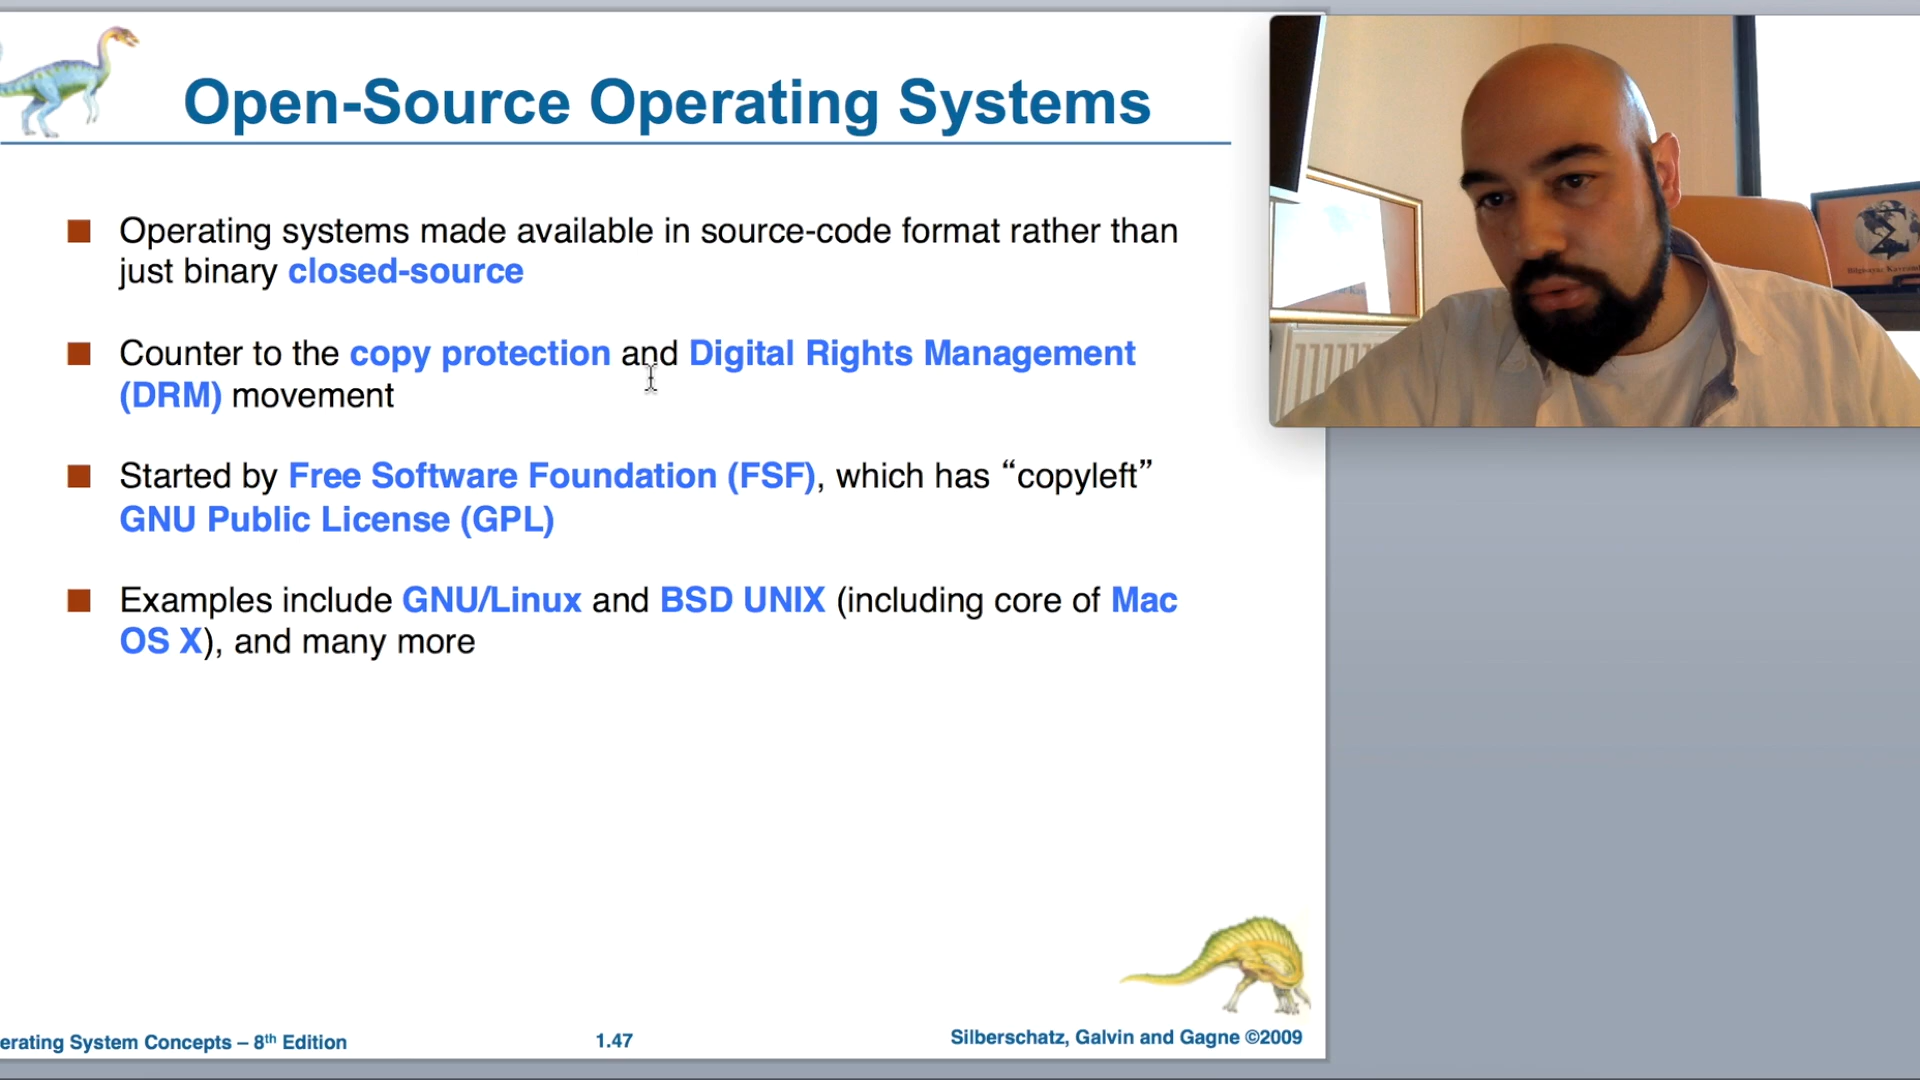 Open-Source Operating Systems
Operating systems made available in source-code format rather than
just binary closed-source
Counter to the copy protection and Digital Rights Management
(DRM) movement
Started by Free Software Foundation (FSF), which has “copyleft”
GNU Public License (GPL)
Examples include GNU/Linux and BSD UNIX (including core of Mac
OS X), and many more
erating System Concepts – 8th Edition
1.47
Silberschatz, Galvin and Gagne ©2009